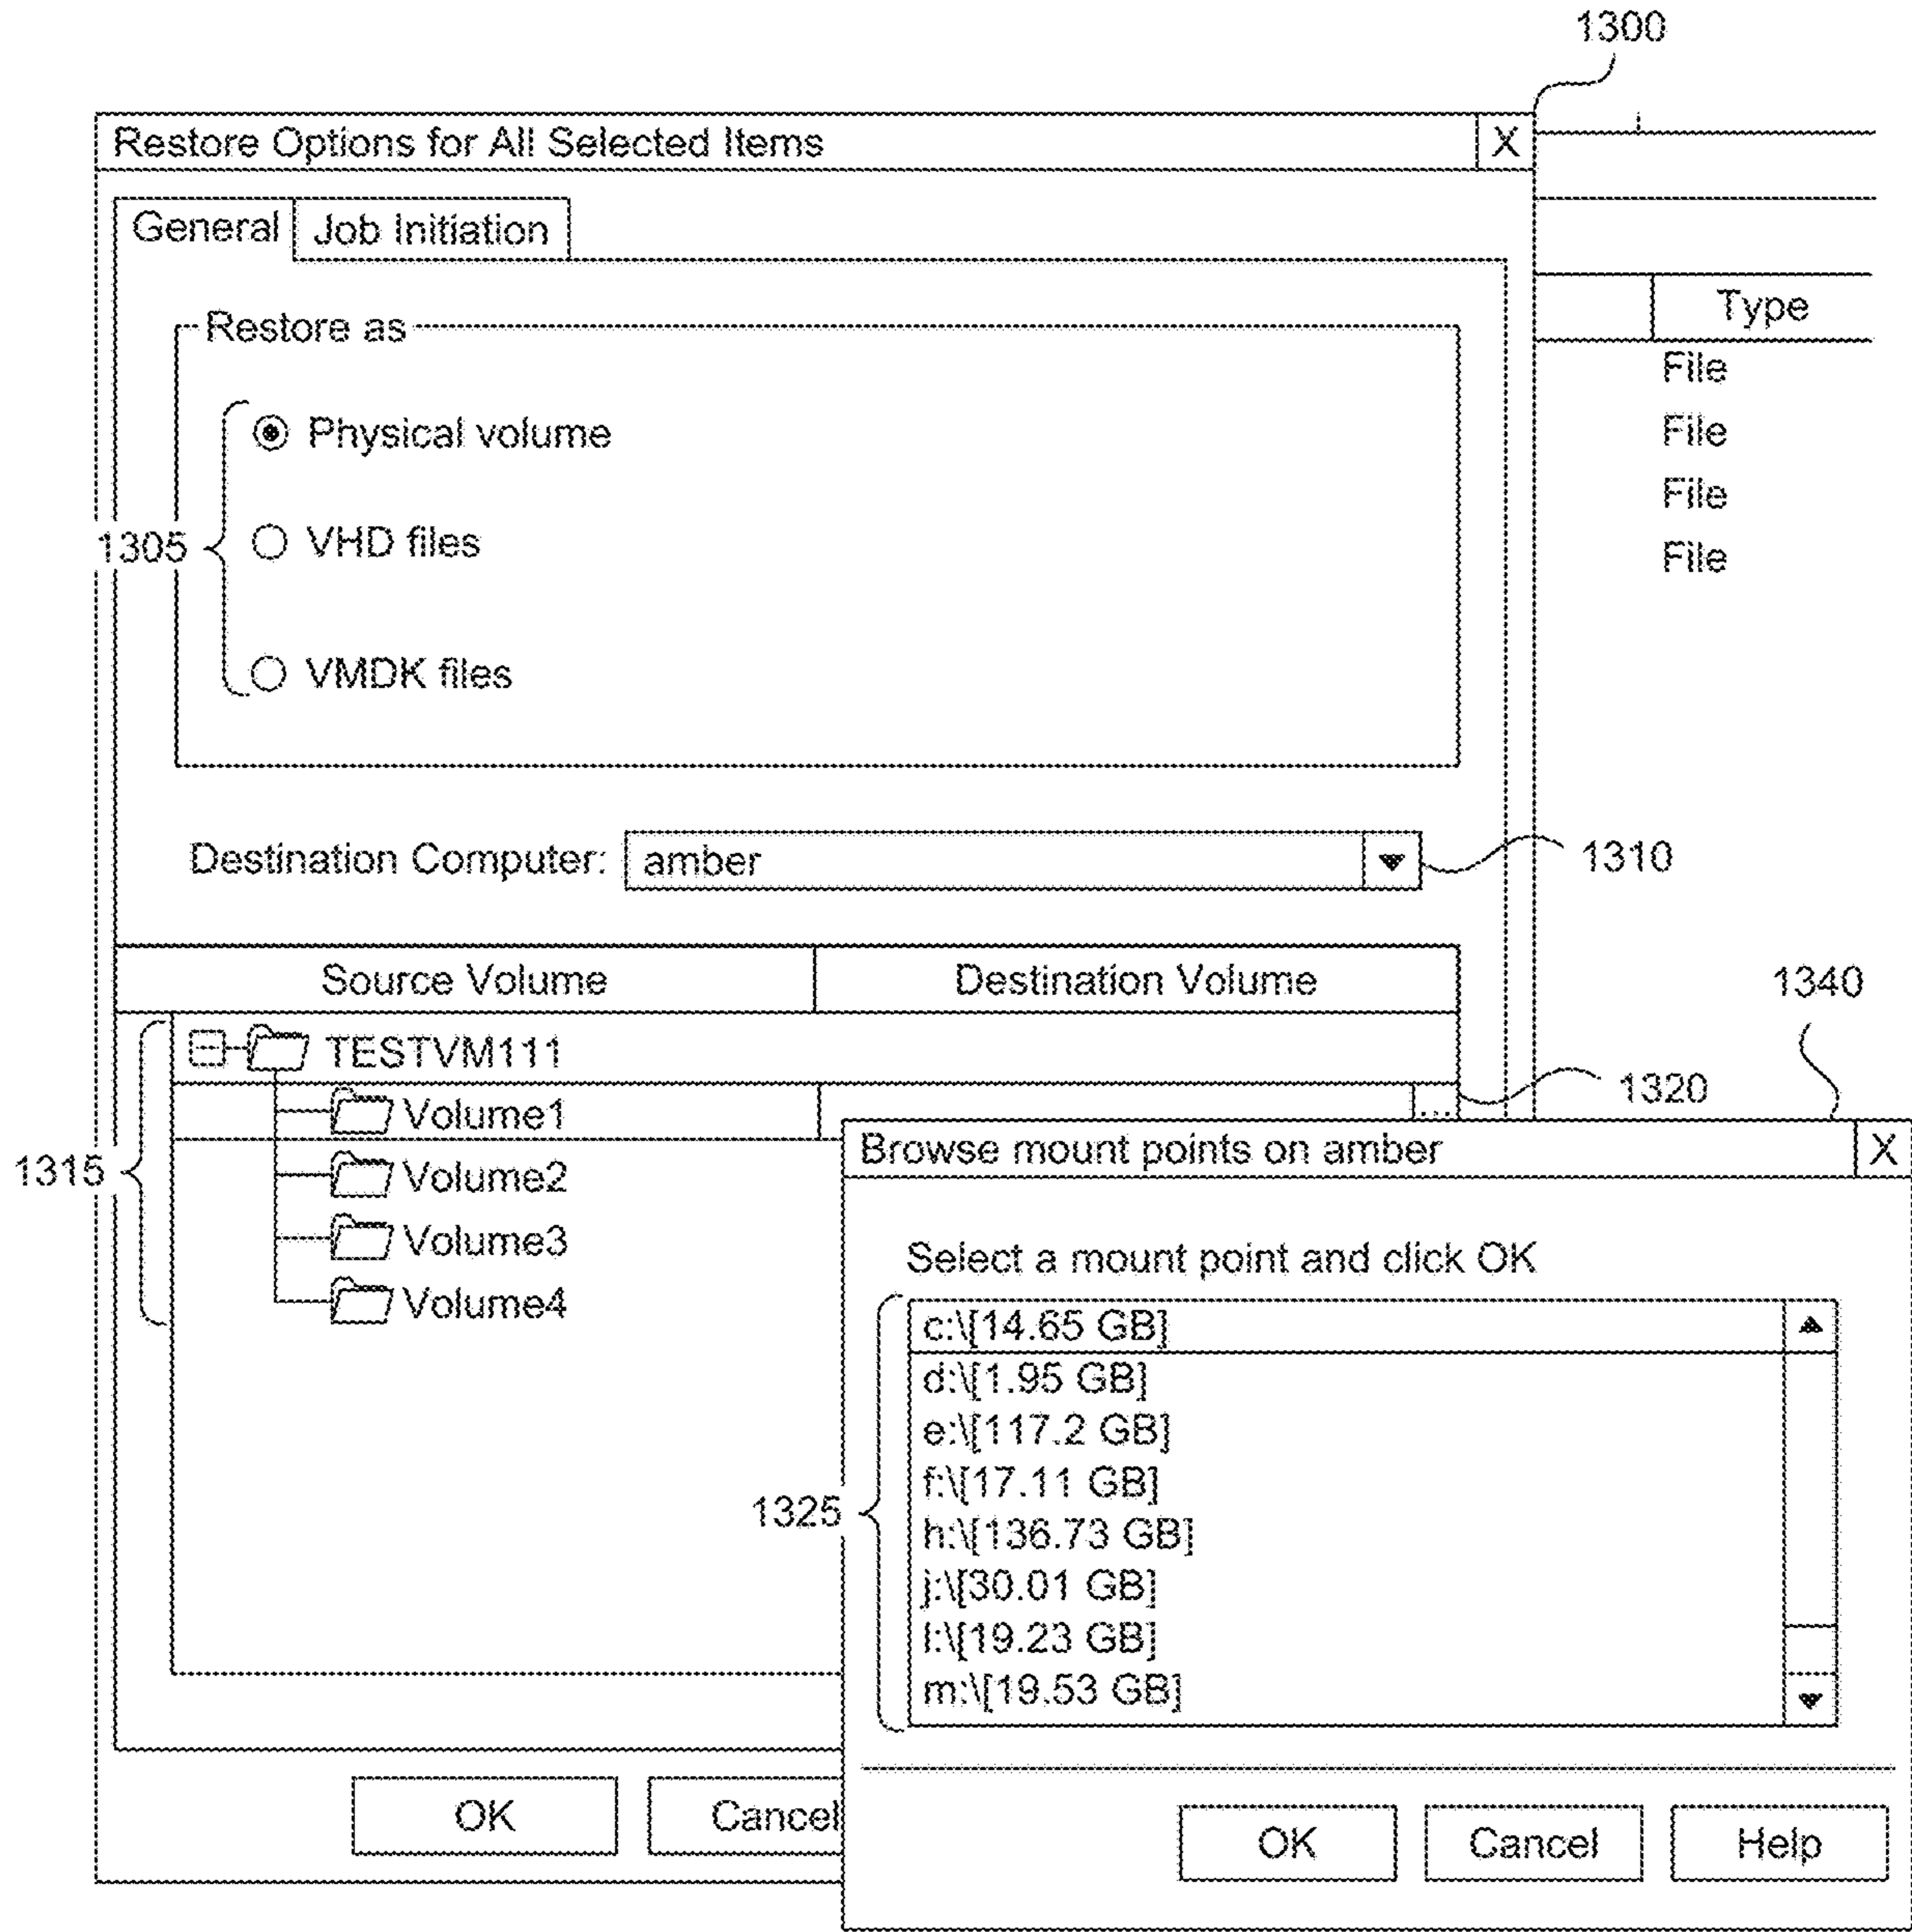 1300
Restore Options for All Selected Items X
General Job Initiation
Type
Restore as
File
Physical volume
File
File
1305
VHD files
File
VMDK files
Destination Computer: amber
1310
Source Volume Destination Volume
1340
TESTVM111
1320
Volume1 ...
Browse mount points on amber X
1315
Volume2
Volume3
Select a mount point and click OK
Volume4
c:\[14.65 GB]
d:\[1.95 GB]
e:\[117.2 GB]
f:\[17.11 GB]
1325
h:\[136.73 GB]
j:\[30.01 GB]
l:\[19.23 GB]
m:\[19.53 GB]
OK Cancel
OK Cancel Help